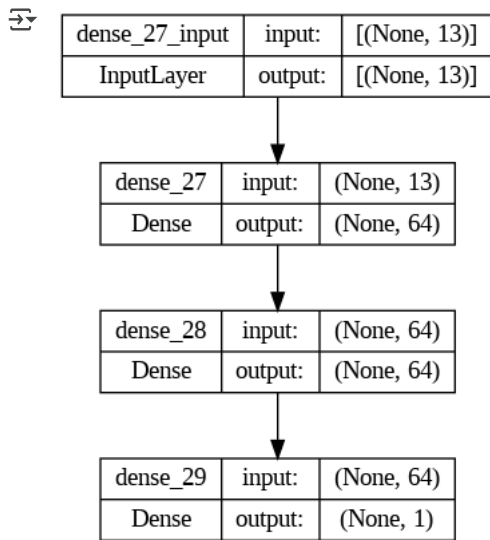 dense_27_input input: [(None, 13)]
InputLayer output: [(None, 13)]
dense_27 input: (None, 13)
Dense output: (None, 64)
dense_28 input: (None, 64)
Dense output: (None, 64)
dense_29 input: (None, 64)
Dense output: (None, 1)